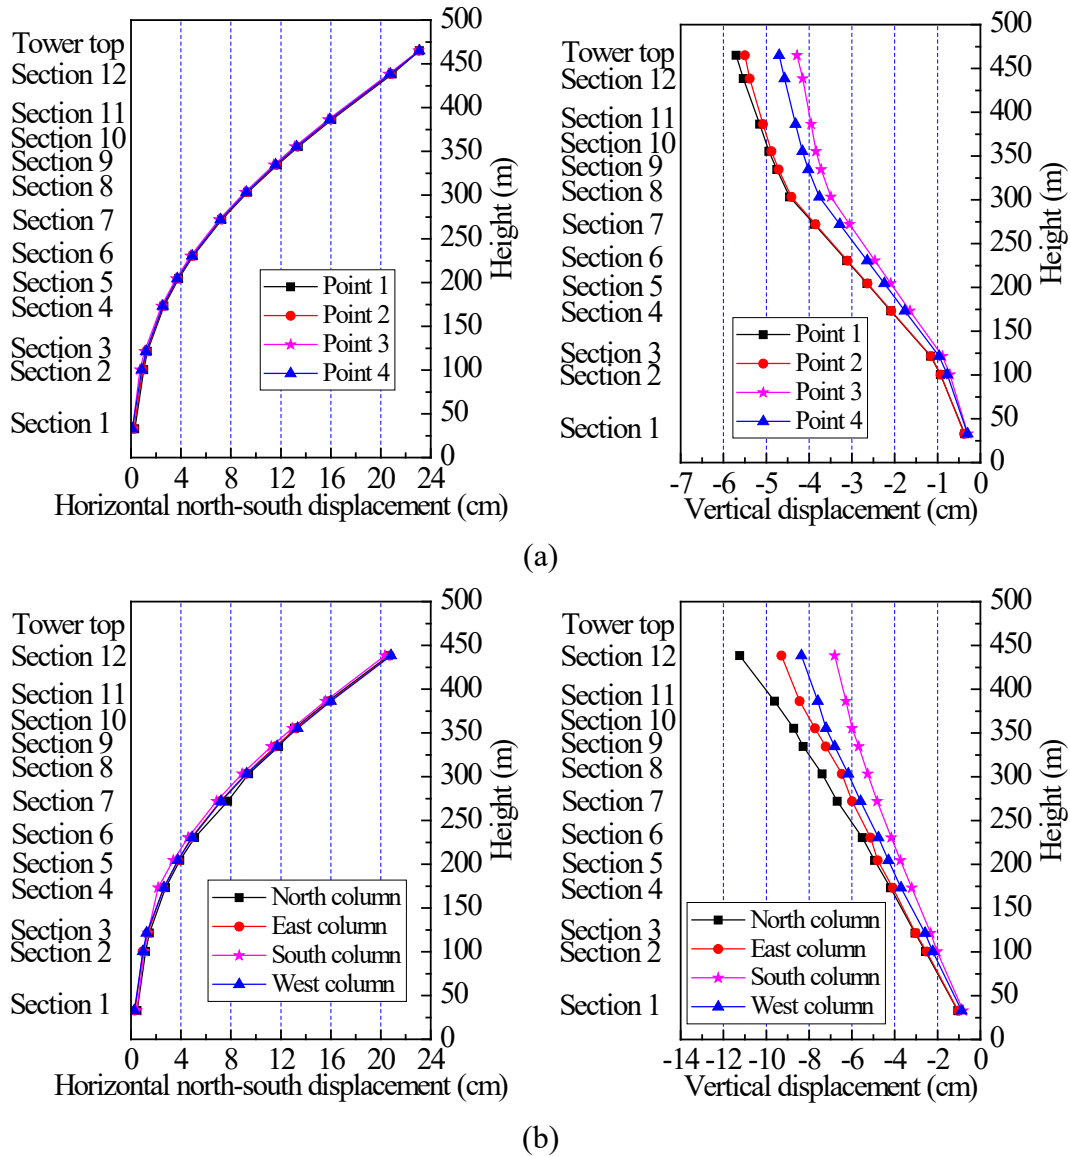 500
450
400
350
300
250
200
150
100
50
0
Height (m)
Tower top
Section 12
Section 11
Section 10
Section 9
Section 8
Section 7
Section 6
Section 5
Section 4
Section 3
Section 2
Section 1
Point 1
Point 2
Point 3
Point 4
0 4 8 12 16 20 24
Horizontal north-south displacement (cm)
500
450
400
350
300
250
200
150
100
50
0
Height (m)
Tower top
Section 12
Section 11
Section 10
Section 9
Section 8
Section 7
Section 6
Section 5
Section 4
Section 3
Section 2
Section 1
Point 1
Point 2
Point 3
Point 4
-7 -6 -5 -4 -3 -2 -1 0
Vertical displacement (cm)
(a)
500
450
400
350
300
250
200
150
100
50
0
Height (m)
Tower top
Section 12
Section 11
Section 10
Section 9
Section 8
Section 7
Section 6
Section 5
Section 4
Section 3
Section 2
Section 1
North column
East column
South column
West column
0 4 8 12 16 20 24
Horizontal north-south displacement (cm)
500
450
400
350
300
250
200
150
100
50
0
Height (m)
Tower top
Section 12
Section 11
Section 10
Section 9
Section 8
Section 7
Section 6
Section 5
Section 4
Section 3
Section 2
Section 1
North column
East column
South column
West column
-14 -12 -10 -8 -6 -4 -2 0
Vertical displacement (cm)
(b)